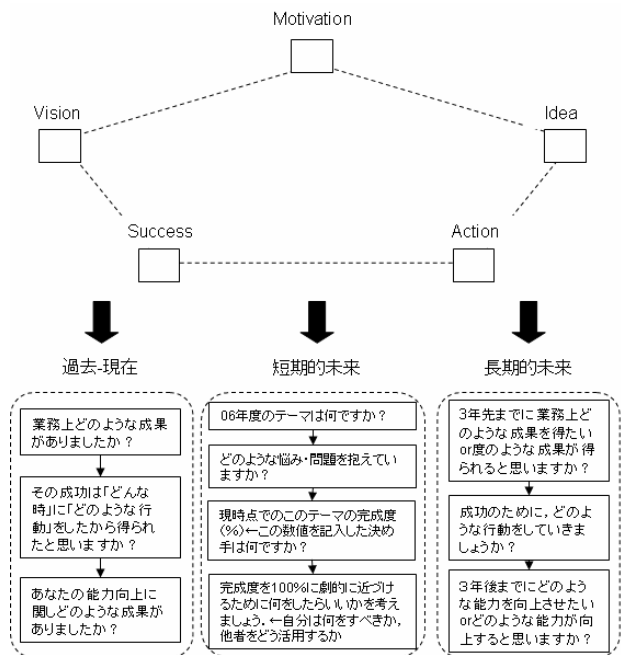 Motivation
Vision
Idea
Success
Action
過去-現在
短期的未来
長期的未来
業務上どのような成果
がありましたか？
その成功は「どんな
時」に「どのような行
動」をしたから得られ
たと思いますか？
あなたの能力向上に
関しどのような成果が
ありましたか？
06年度のテーマは何ですか？
どのような悩み・問題を抱えてい
ますか？
現時点でのこのテーマの完成度
（%）←この数値を記入した決め
手は何ですか？
完成度を100%に劇的に近づけ
るために何をしたらいいかを考え
ましょう。←自分は何をすべきか，
他者をどう活用するか
3年先までに業務上ど
のような成果を得たい
or度のような成果が得
られると思いますか？
成功のために，どのよ
うな行動をしていきま
しょうか？
3年後までにどのよう
な能力を向上させたい
orどのような能力が向
上すると思いますか？